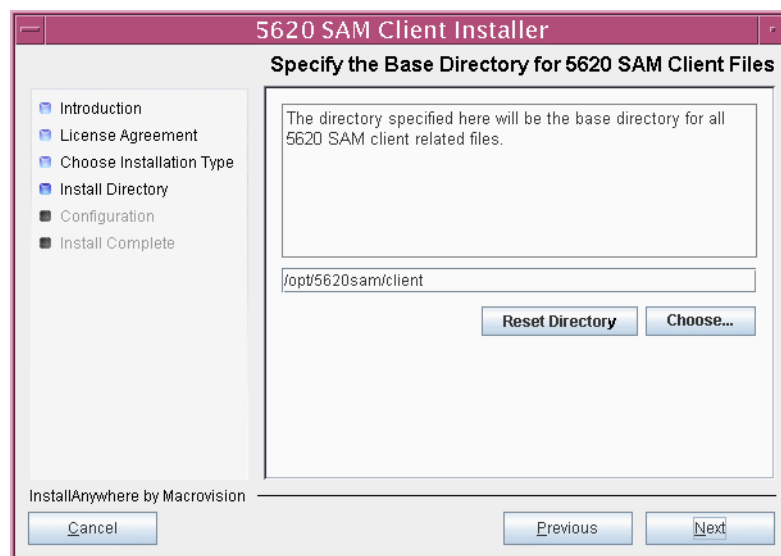 5620 SAM Client Installer
Specify the Base Directory for 5620 SAM Client Files
Introduction
License Agreement
Choose Installation Type
Install Directory
Configuration
Install Complete
The directory specified here will be the base directory for all
5620 SAM client related files.
/opt/5620sam/client
Reset Directory
Choose...
InstallAnywhere by Macrovision
Cancel
Previous
Next